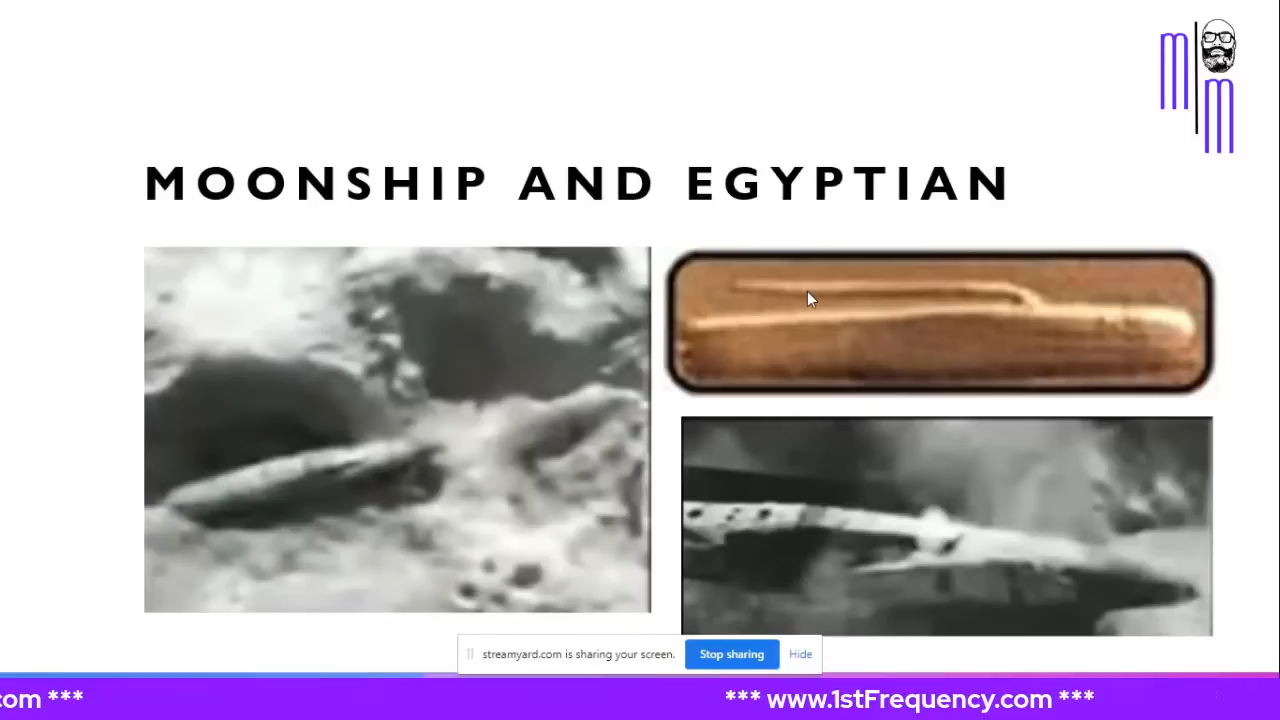 m
m
MOONSHIP AND EGYPTIAN
streamyard.com is sharing your screen. Stop sharing Hide
com *** *** www.1stFrequency.com ***